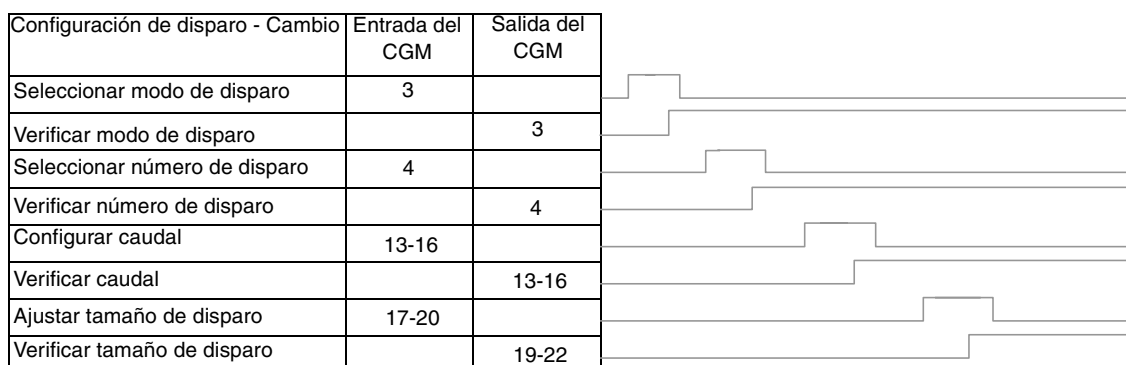 Configuración de disparo - Cambio Entrada del CGM Salida del CGM
Seleccionar modo de disparo 3
Verificar modo de disparo 3
Seleccionar número de disparo 4
Verificar número de disparo 4
Configurar caudal 13-16
Verificar caudal 13-16
Ajustar tamaño de disparo 17-20
Verificar tamaño de disparo 19-22